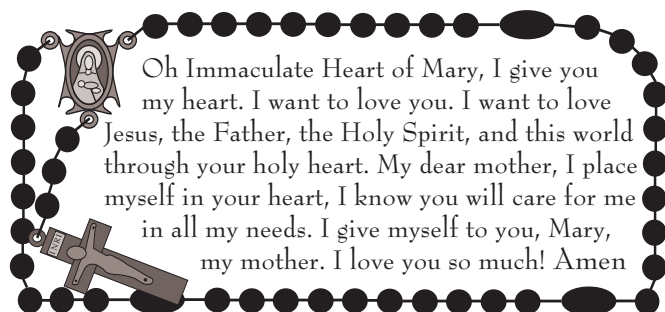 Oh Immaculate Heart of Mary, I give you
my heart. I want to love you. I want to love
Jesus, the Father, the Holy Spirit, and this world
through your holy heart. My dear mother, I place
myself in your heart, I know you will care for me
in all my needs. I give myself to you, Mary,
my mother. I love you so much! Amen
INRI